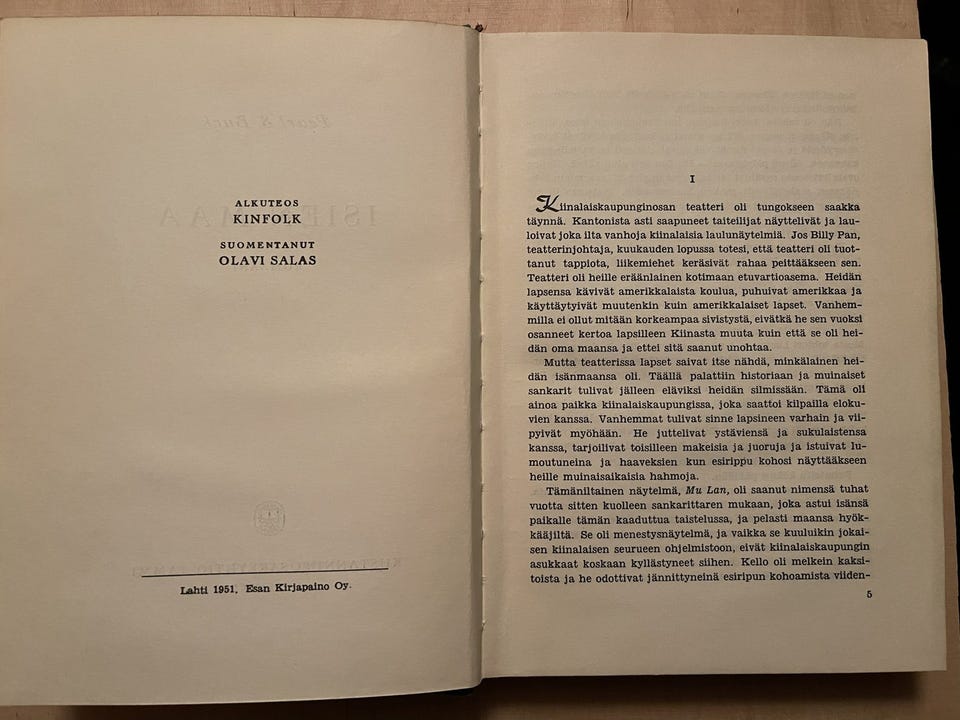 ALKUTEOS
KINFOLK
SUOMENTANUT
OLAVI SALAS
Lahti 1951, Esan Kirjapaino Oy.
I
Kiinalaiskaupunginosan teatteri oli tungokseen saakka
täynnä. Kantonista asti saapuneet taiteilijat näyttelivät ja lau-
loivat joka ilta vanhoja kiinalaisia laulunäytelmiä. Jos Billy Pan,
teatterinjohtaja, kuukauden lopussa totesi, että teatteri oli tuot-
tanut tappiota, liikemiehet keräsivät rahaa peittääkseen sen.
Teatteri oli heille eräänlainen kotimaan etuvartioasema. Heidän
lapsensa kävivät amerikkalaista koulua, puhuivat amerikkaa ja
käyttäytyivät muutenkin kuin amerikkalaiset lapset. Vanhem-
milla ei ollut mitään korkeampaa sivistystä, eivätkä he sen vuoksi
osanneet kertoa lapsilleen Kiinasta muuta kuin että se oli hei-
dän oma maansa ja ettei sitä saanut unohtaa.
Mutta teatterissa lapset saivat itse nähdä, minkälainen hei-
dän isänmaansa oli. Täällä palattiin historiaan ja muinaiset
sankarit tulivat jälleen eläviksi heidän silmissään. Tämä oli
ainoa paikka kiinalaiskaupungissa, joka saattoi kilpailla eloku-
vien kanssa. Vanhemmat tulivat sinne lapsineen varhain ja vii-
pyivät myöhään. He juttelivat ystäviensä ja sukulaistensa
kanssa, tarjoilivat toisilleen makeisia ja juoruja ja istuivat lu-
moutuneina ja haaveksien kun esirippu kohosi näyttääkseen
heille muinaisaikaisia hahmoja.
Tämäniltainen näytelmä, Mu Lan, oli saanut nimensä tuhat
vuotta sitten kuolleen sankarittaren mukaan, joka astui isänsä
paikalle tämän kaaduttua taistelussa, ja pelasti maansa hyök-
kääjiltä. Se oli menestysnäytelmä, ja vaikka se kuuluikin jokai-
sen kiinalaisen seurueen ohjelmistoon, eivät kiinalaiskaupungin
asukkaat koskaan kyllästyneet siihen. Kello oli melkein kaksi-
toista ja he odottivat jännittyneinä esiripun kohoamista viiden-
5